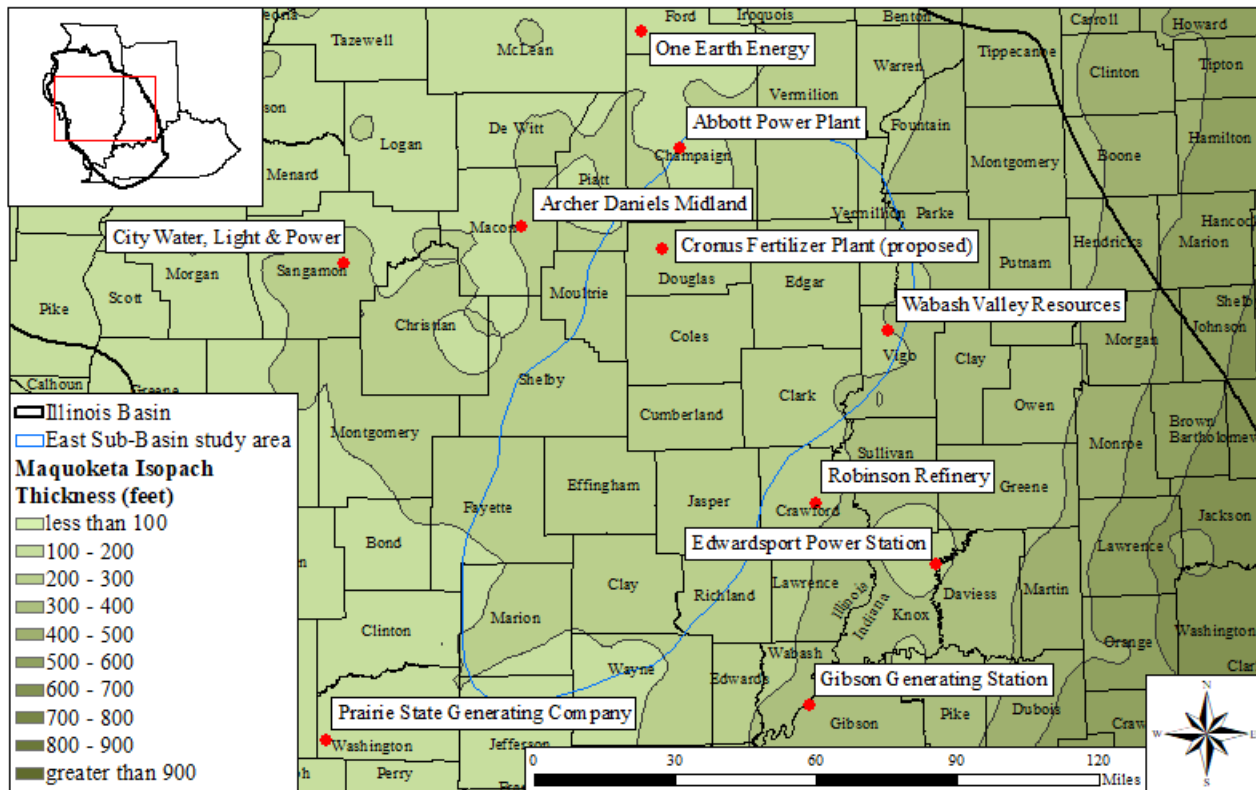 Peoria
Tazewell
McLean
Ford
Iroquois
Benton
Carroll
Howard
One Earth Energy
Tippecanoe
Warren
Clinton
Tipton
son
Logan
De Witt
Vermilion
Abbott Power Plant
Fountain
Hamilton
Menard
Champaign
Boone
Montgomery
Piatt
Archer Daniels Midland
Vermillion
Parke
Hancock
City Water, Light & Power
Macon
Cronus Fertilizer Plant (proposed)
Hendricks
Marion
Morgan
Sangamon
Douglas
Edgar
Putnam
Scott
Moultrie
Pike
Wabash Valley Resources
Shelby
Christian
Coles
Johnson
Vigo
Clay
Morgan
Calhoun
Greene
Shelby
Clark
Owen
Cumberland
Montgomery
Monroe
Brown
Bartholomew
Sullivan
Effingham
Robinson Refinery
Greene
Fayette
Jasper
Crawford
Jackson
Bond
Edwardsport Power Station
Lawrence
Clay
Richland
Lawrence
Illinois
Indiana
Knox
Daviess
Martin
Clinton
Marion
Orange
Washington
Wabash
Wayne
Edwards
Clar
Gibson Generating Station
Prairie State Generating Company
Gibson
Pike
Dubois
Craw
Washington
Jefferson
Perry
Illinois Basin
East Sub-Basin study area
Maquoketa Isopach
Thickness (feet)
less than 100
100 - 200
200 - 300
300 - 400
400 - 500
500 - 600
600 - 700
700 - 800
800 - 900
greater than 900
0 30 60 90 120
Miles
N
W E
S